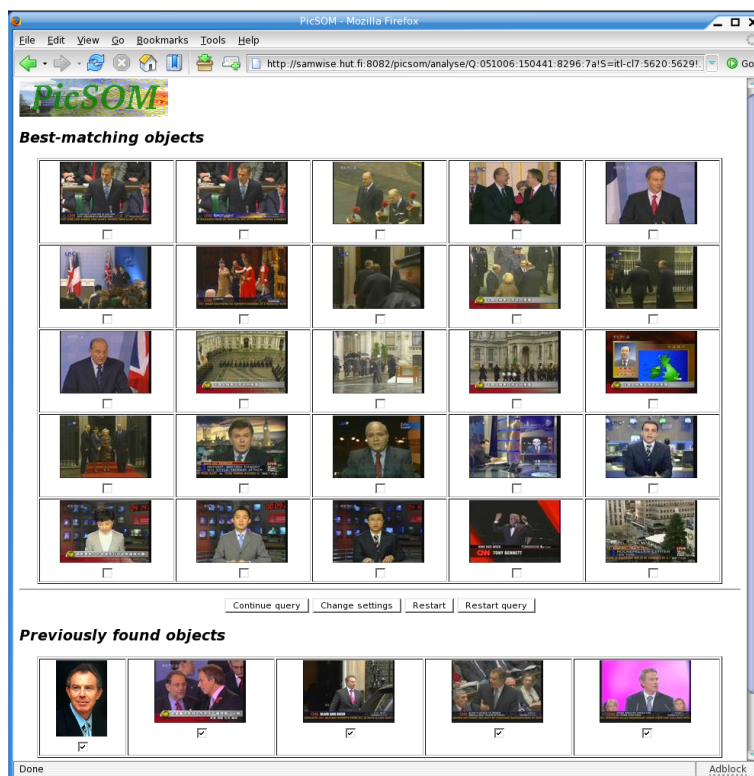 PicSOM - Mozilla Firefox
File Edit View Go Bookmarks Tools Help
http://samwise.hut.fi:8082/picsom/analyse/Q:051006:150441:8296:7a!S=itl-cl7:5620:5629!. Go
PicSOM
Best-matching objects
CNN TONY BENNETT
Continue query Change settings Restart Restart query
Previously found objects
Done Adblock